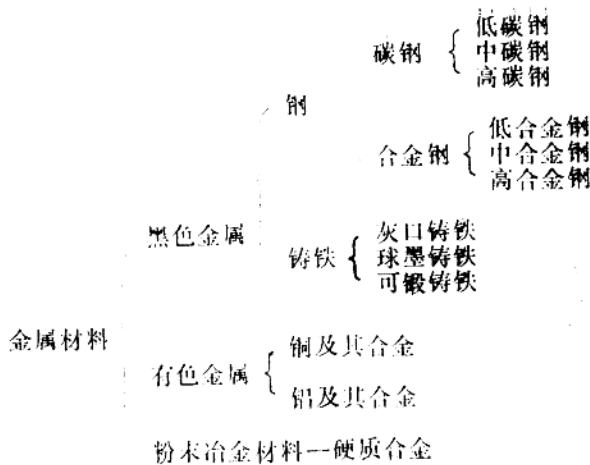 低碳钢
碳钢 { 中碳钢
高碳钢
钢
低合金钢
合金钢 { 中合金钢
高合金钢
黑色金属
灰口铸铁
铸铁 { 球墨铸铁
可锻铸铁
金属材料
铜及其合金
有色金属 {
铝及其合金
粉末冶金材料--硬质合金